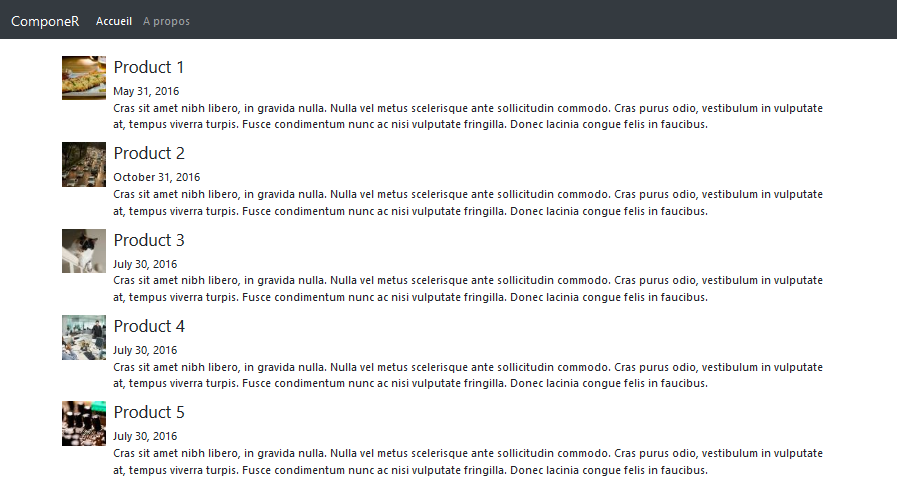 ComponeR Accueil A propos
Product 1
May 31, 2016
Cras sit amet nibh libero, in gravida nulla. Nulla vel metus scelerisque ante sollicitudin commodo. Cras purus odio, vestibulum in vulputate
at, tempus viverra turpis. Fusce condimentum nunc ac nisi vulputate fringilla. Donec lacinia congue felis in faucibus.
Product 2
October 31, 2016
Cras sit amet nibh libero, in gravida nulla. Nulla vel metus scelerisque ante sollicitudin commodo. Cras purus odio, vestibulum in vulputate
at, tempus viverra turpis. Fusce condimentum nunc ac nisi vulputate fringilla. Donec lacinia congue felis in faucibus.
Product 3
July 30, 2016
Cras sit amet nibh libero, in gravida nulla. Nulla vel metus scelerisque ante sollicitudin commodo. Cras purus odio, vestibulum in vulputate
at, tempus viverra turpis. Fusce condimentum nunc ac nisi vulputate fringilla. Donec lacinia congue felis in faucibus.
Product 4
July 30, 2016
Cras sit amet nibh libero, in gravida nulla. Nulla vel metus scelerisque ante sollicitudin commodo. Cras purus odio, vestibulum in vulputate
at, tempus viverra turpis. Fusce condimentum nunc ac nisi vulputate fringilla. Donec lacinia congue felis in faucibus.
Product 5
July 30, 2016
Cras sit amet nibh libero, in gravida nulla. Nulla vel metus scelerisque ante sollicitudin commodo. Cras purus odio, vestibulum in vulputate
at, tempus viverra turpis. Fusce condimentum nunc ac nisi vulputate fringilla. Donec lacinia congue felis in faucibus.